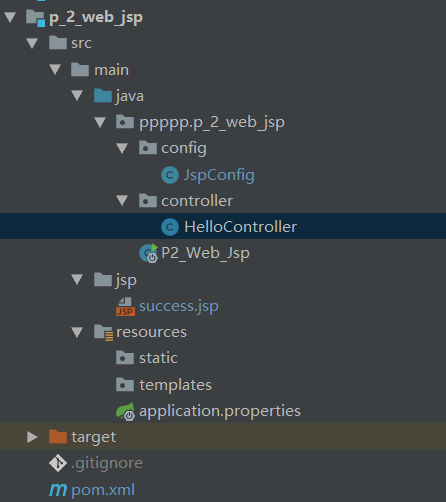 p_2_web_jsp
src
main
java
ppppp.p_2_web_jsp
config
JspConfig
controller
HelloController
P2_Web_Jsp
jsp
success.jsp
resources
static
templates
application.properties
target
.gitignore
pom.xml